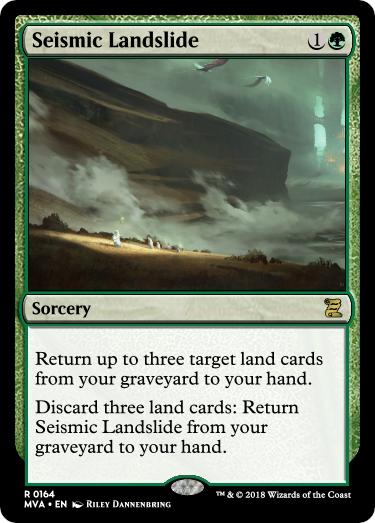 Seismic Landslide 1
Sorcery
Return up to three target land cards
from your graveyard to your hand.
Discard three land cards: Return
Seismic Landslide from your
graveyard to your hand.
R 0164
MVA • EN Riley Dannenbring
™ & © 2018 Wizards of the Coast